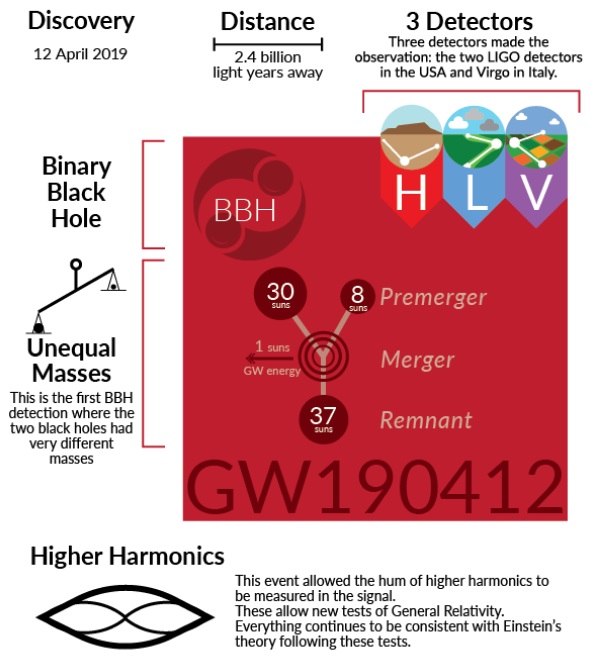 Discovery
12 April 2019
Distance
2.4 billion
light years away
3 Detectors
Three detectors made the
observation: the two LIGO detectors
in the USA and Virgo in Italy.
H L V
Binary
Black
Hole
BBH
Unequal
Masses
This is the first BBH
detection where the
two black holes had
very different
masses
30
suns
8
suns
Premerger
1 suns
GW energy
Merger
37
suns
Remnant
GW190412
Higher Harmonics
This event allowed the hum of higher harmonics to
be measured in the signal.
These allow new tests of General Relativity.
Everything continues to be consistent with Einstein's
theory following these tests.